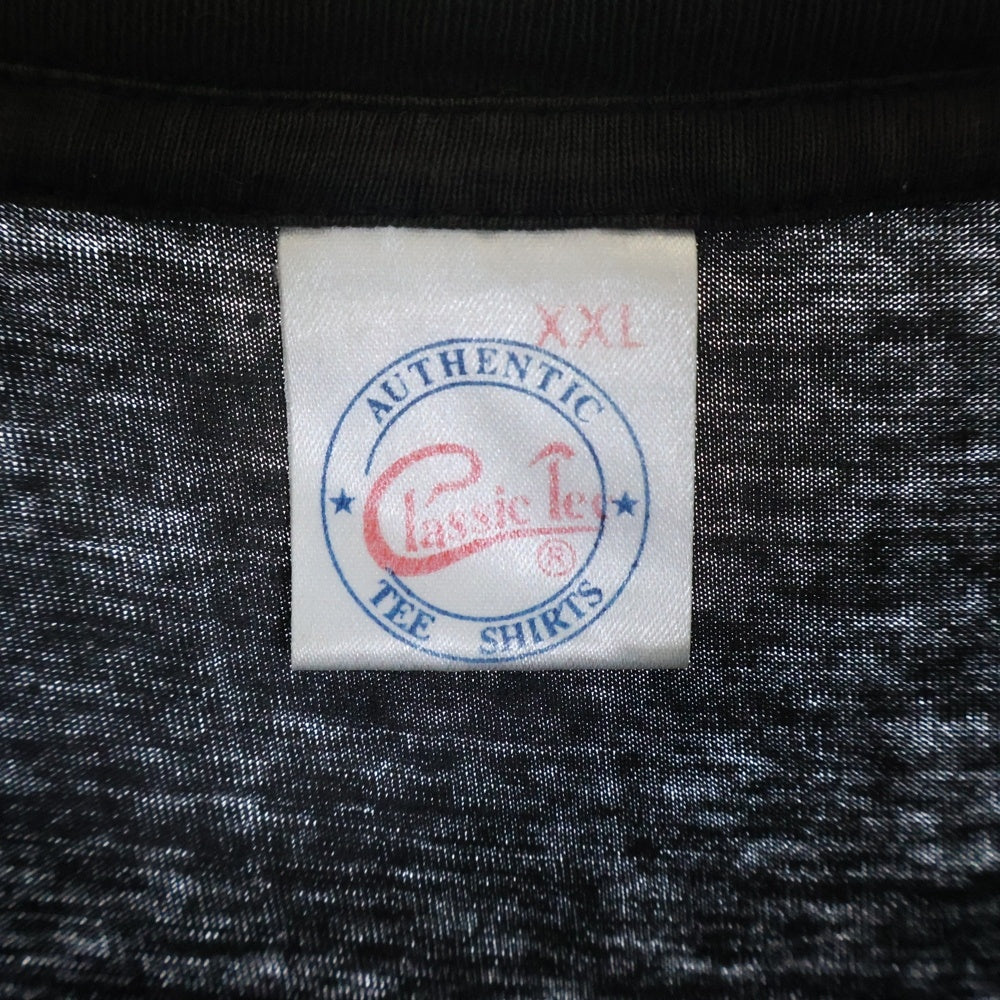 XXL
AUTHENTIC
Classic Tee
®
TEE SHIRTS